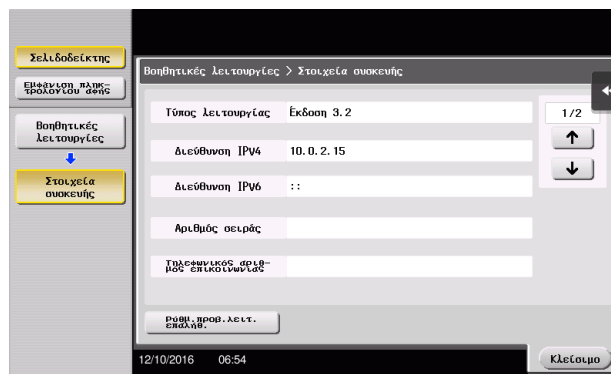 Σελιδοδείκτης
Εμφάνιση πληκ-
τρολογίου αφής
Βοηθητικές
λειτουργίες
Στοιχεία
συσκευής
Βοηθητικές λειτουργίες > Στοιχεία συσκευής
Τύπος λειτουργίας Έκδοση 3.2
Διεύθυνση IPV4 10.0.2.15
Διεύθυνση IPV6 ::
Αριθμός σειράς
Τηλεφωνικός αριθ-
μός επικοινωνίας
1/2
Ρύθμ.προβ.λειτ.
επαλήθ.
12/10/2016 06:54
Κλείσιμο